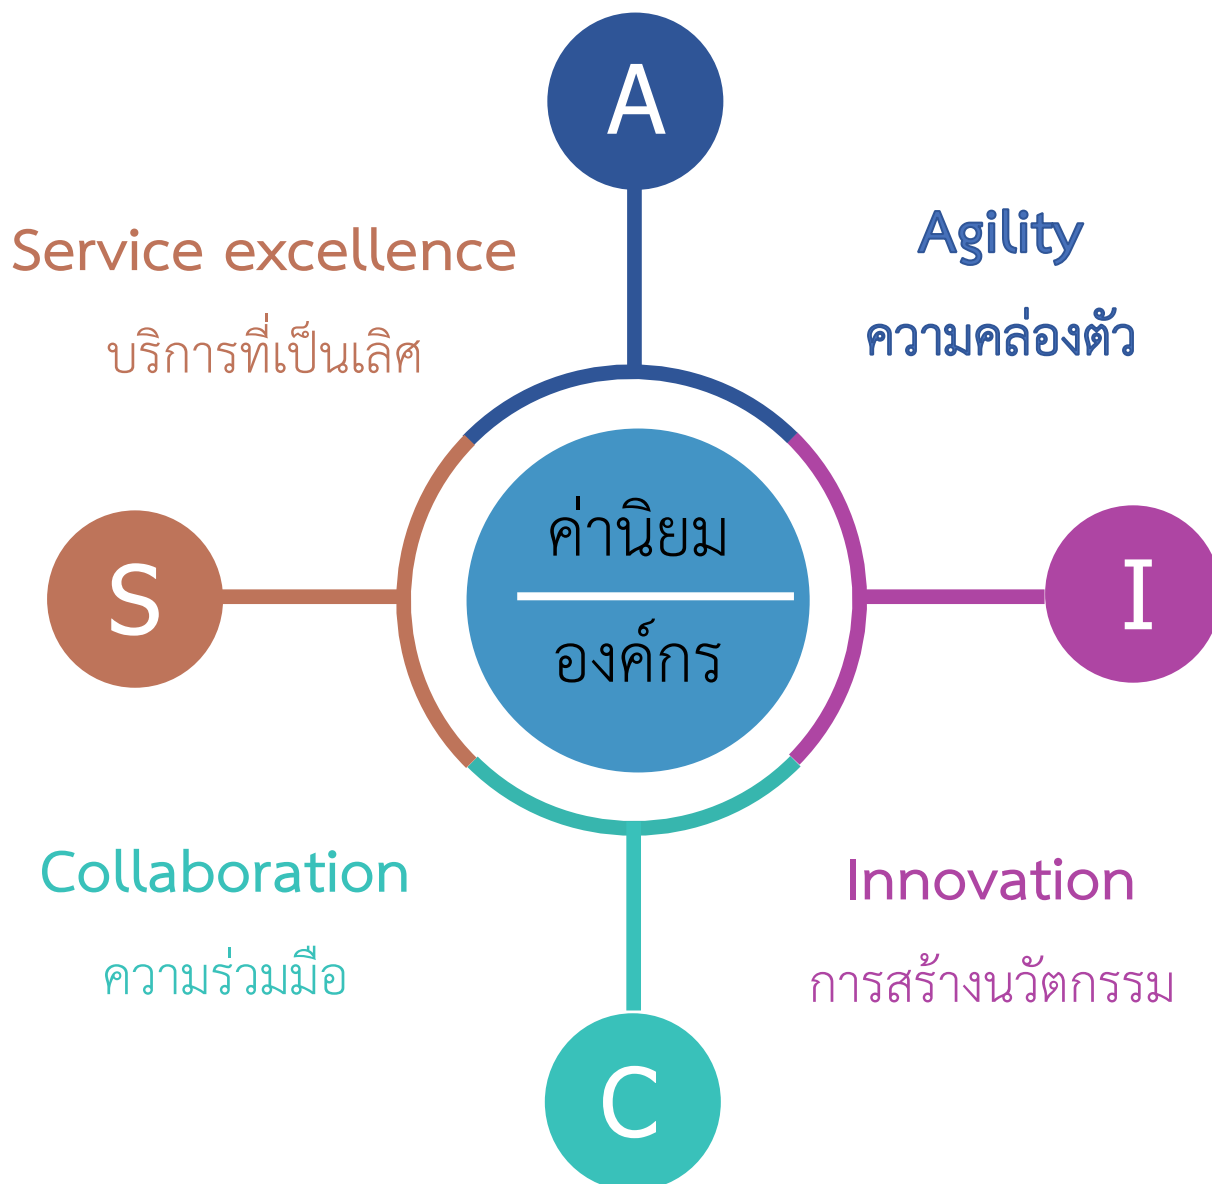 A
Service excellence
บริการที่เป็นเลิศ
Agility
ความคล่องตัว
S
ค่านิยม
องค์กร
I
Collaboration
ความร่วมมือ
Innovation
การสร้างนวัตกรรม
C